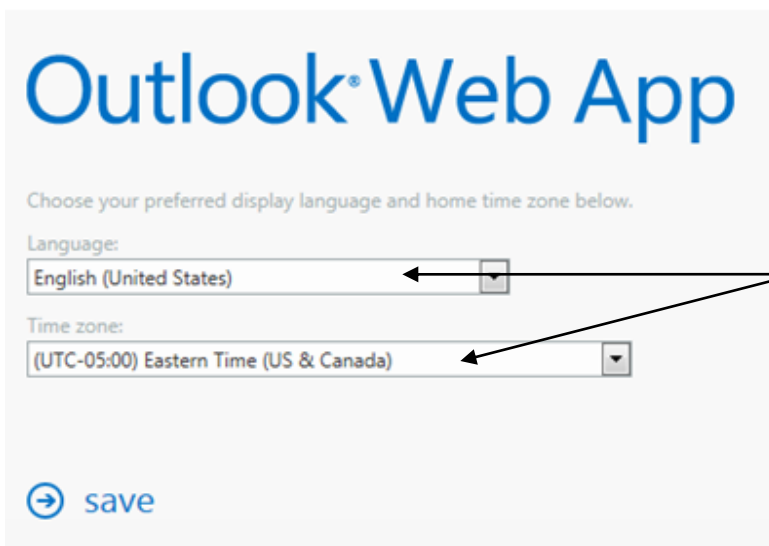 Outlook® Web App
Choose your preferred display language and home time zone below.
Language:
English (United States)
Time zone:
(UTC-05:00) Eastern Time (US & Canada)
save